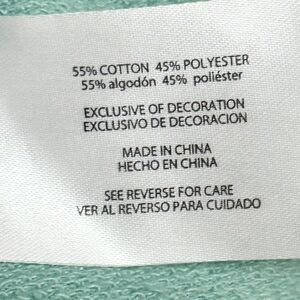 55% COTTON 45% POLYESTER
55% algodón 45% poliéster
EXCLUSIVE OF DECORATION
EXCLUSIVO DE DECORACION
MADE IN CHINA
HECHO EN CHINA
SEE REVERSE FOR CARE
VER AL REVERSO PARA CUIDADO